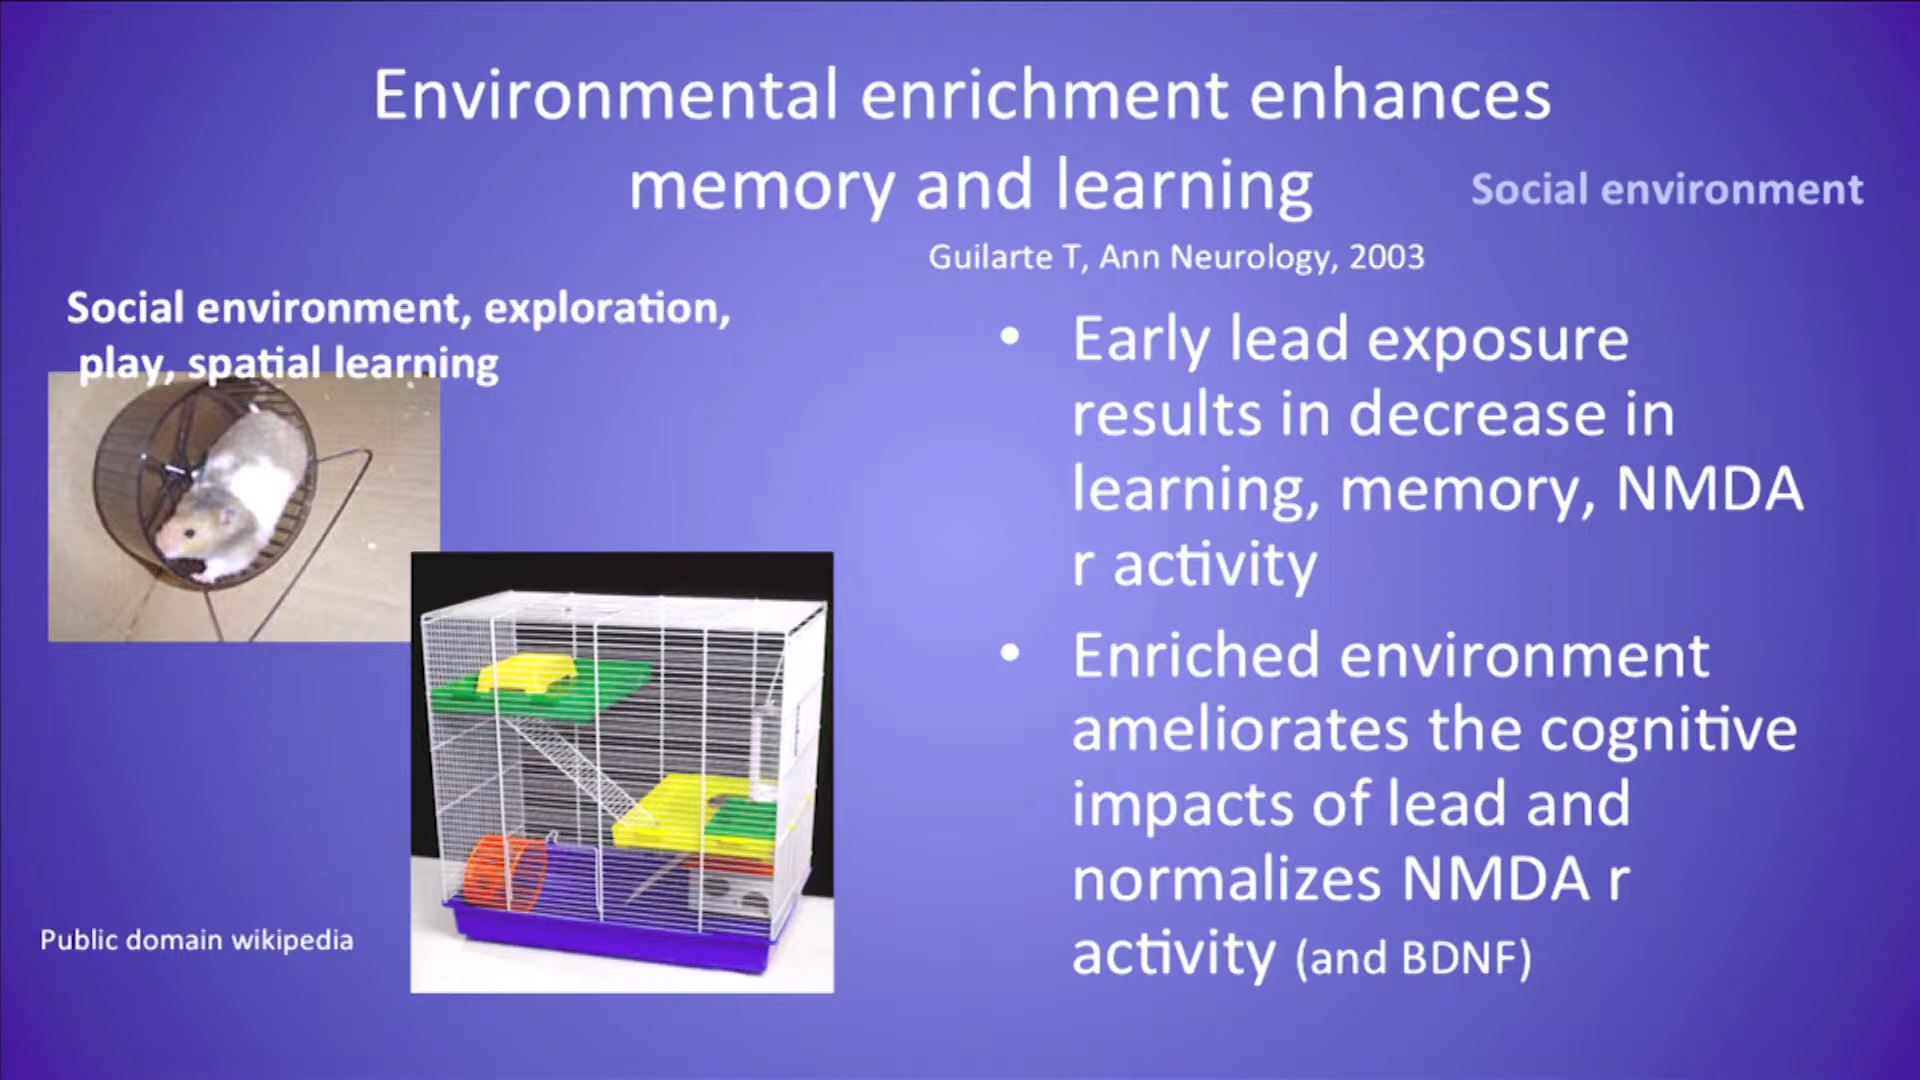 Environmental enrichment enhances
memory and learning
Social environment
Guilarte T, Ann Neurology, 2003
Social environment, exploration,
play, spatial learning
• Early lead exposure
results in decrease in
learning, memory, NMDA
r activity
• Enriched environment
ameliorates the cognitive
impacts of lead and
normalizes NMDA r
activity (and BDNF)
Public domain wikipedia